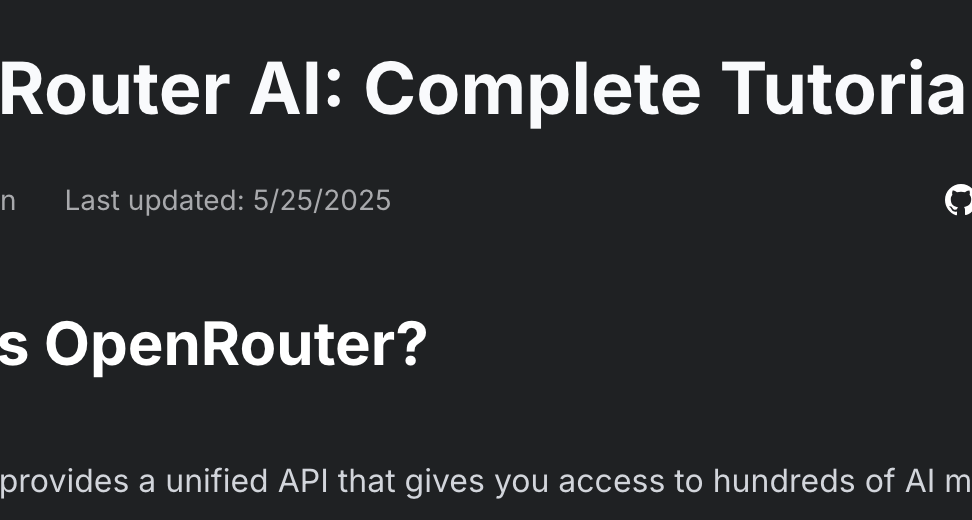 Router AI: Complete Tutoria
n Last updated: 5/25/2025
s OpenRouter?
provides a unified API that gives you access to hundreds of AI m